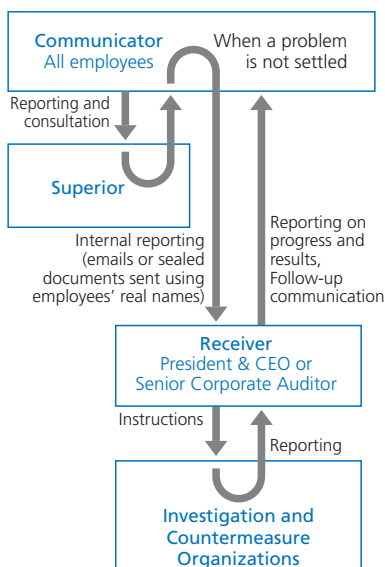 Communicator
All employees
When a problem
is not settled
Reporting and
consultation
Superior
Internal reporting
(emails or sealed
documents sent using
employees’ real names)
Reporting on
progress and
results,
Follow-up
communication
Receiver
President & CEO or
Senior Corporate Auditor
Instructions
Reporting
Investigation and
Countermeasure
Organizations